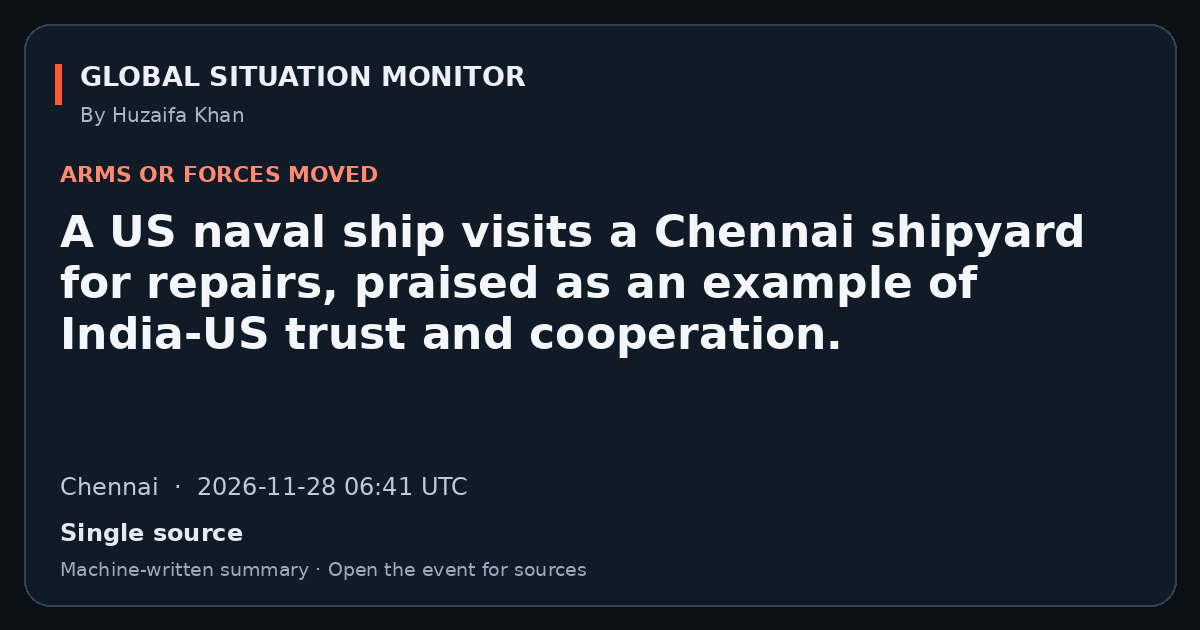 GLOBAL SITUATION MONITOR
By Huzaifa Khan
ARMS OR FORCES MOVED
A US naval ship visits a Chennai shipyard
for repairs, praised as an example of
India-US trust and cooperation.
Chennai · 2026-11-28 06:41 UTC
Single source
Machine-written summary · Open the event for sources